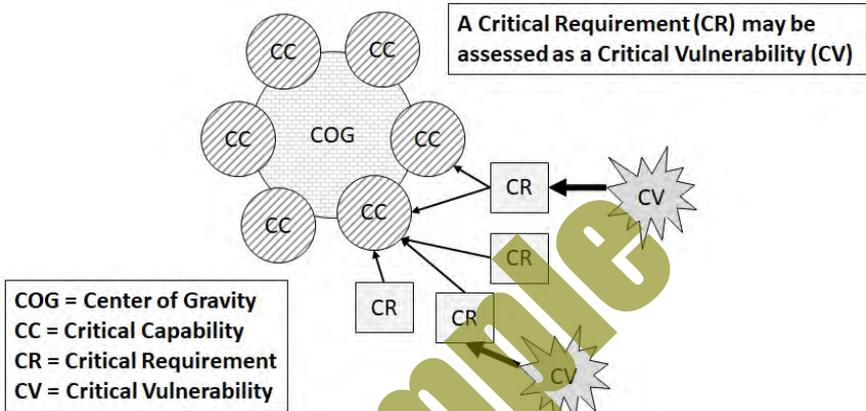 A Critical Requirement (CR) may be
assessed as a Critical Vulnerability (CV)
CC
CC
CC
COG
CC
CC
CC
CR
CV
CR
CR
CR
CV
COG = Center of Gravity
CC = Critical Capability
CR = Critical Requirement
CV = Critical Vulnerability
mple